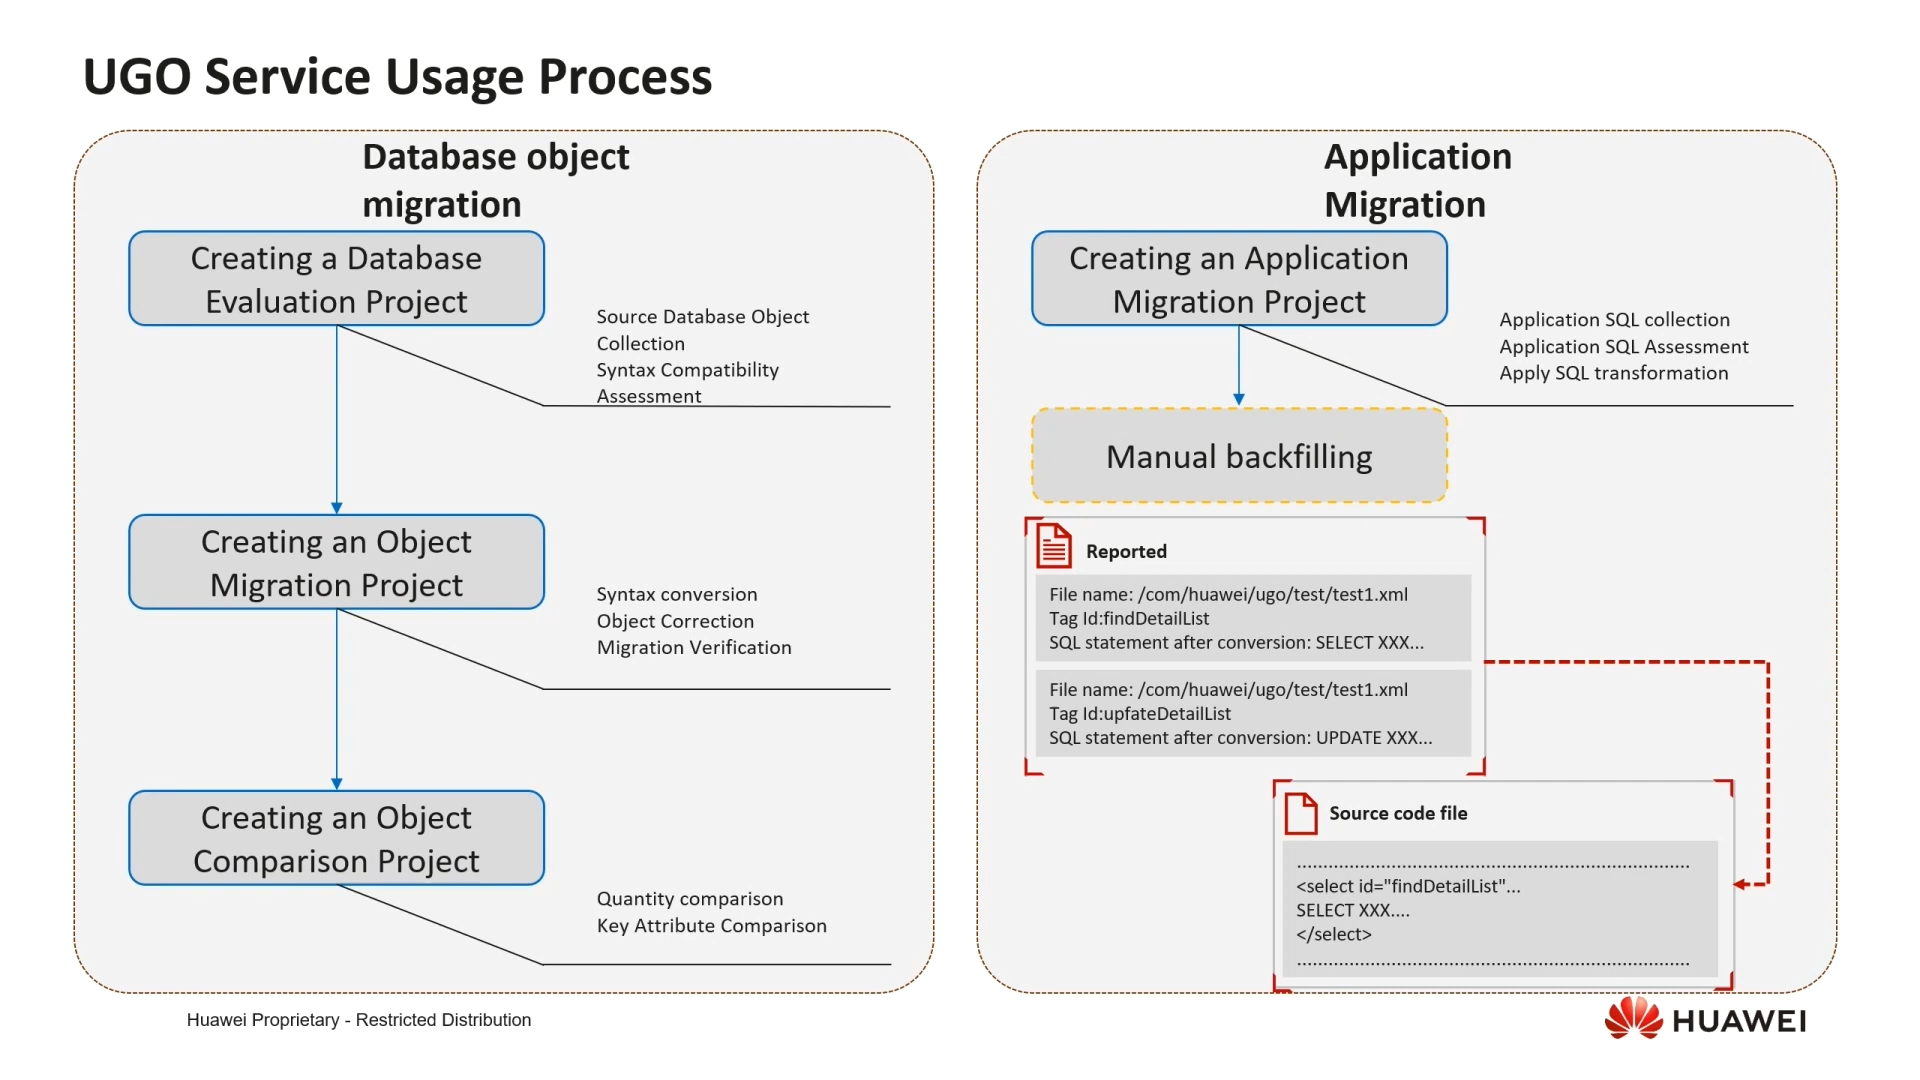 UGO Service Usage Process
Database object
migration
Creating a Database
Evaluation Project
Source Database Object
Collection
Syntax Compatibility
Assessment
Creating an Object
Migration Project
Syntax conversion
Object Correction
Migration Verification
Creating an Object
Comparison Project
Quantity comparison
Key Attribute Comparison
Application
Migration
Creating an Application
Migration Project
Application SQL collection
Application SQL Assessment
Apply SQL transformation
Manual backfilling
Reported
File name: /com/huawei/ugo/test/test1.xml
Tag Id:findDetailList
SQL statement after conversion: SELECT XXX...
File name: /com/huawei/ugo/test/test1.xml
Tag Id:upfateDetailList
SQL statement after conversion: UPDATE XXX...
Source code file
................................................................................
<select id="findDetailList"...
SELECT XXX....
</select>
................................................................................
Huawei Proprietary - Restricted Distribution
HUAWEI